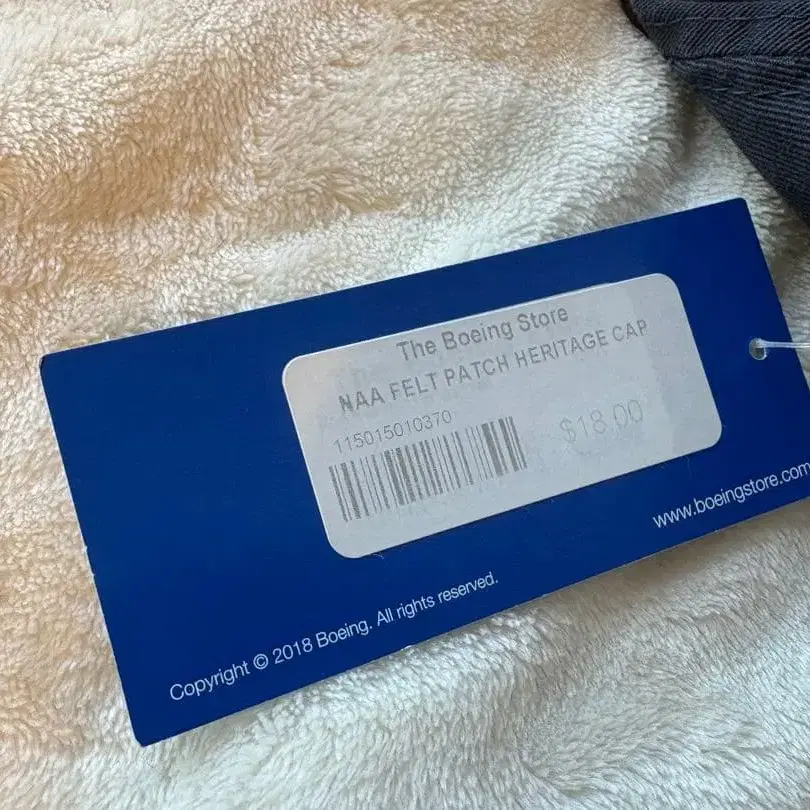 The Boeing Store
NAA FELT PATCH HERITAGE CAP
115015010370
$18.00
www.boeingstore.com
Copyright © 2018 Boeing. All rights reserved.